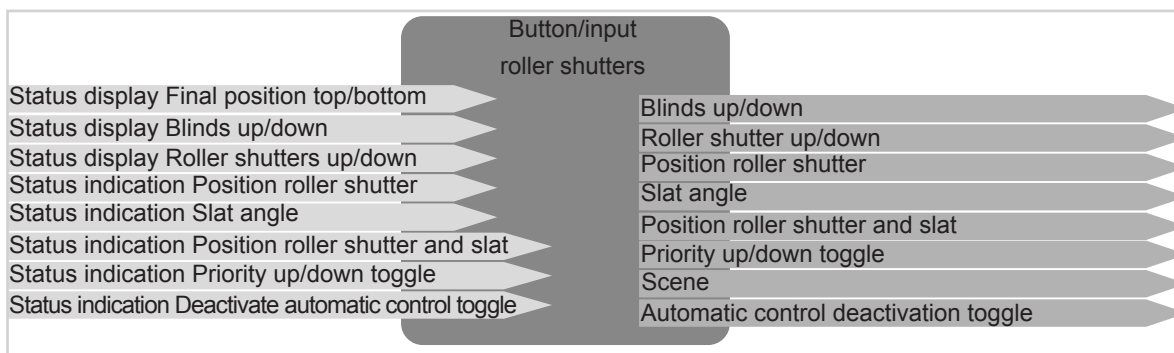 Button/input
roller shutters
Status display Final position top/bottom
Status display Blinds up/down
Status display Roller shutters up/down
Status indication Position roller shutter
Status indication Slat angle
Status indication Position roller shutter and slat
Status indication Priority up/down toggle
Status indication Deactivate automatic control toggle
Blinds up/down
Roller shutter up/down
Position roller shutter
Slat angle
Position roller shutter and slat
Priority up/down toggle
Scene
Automatic control deactivation toggle